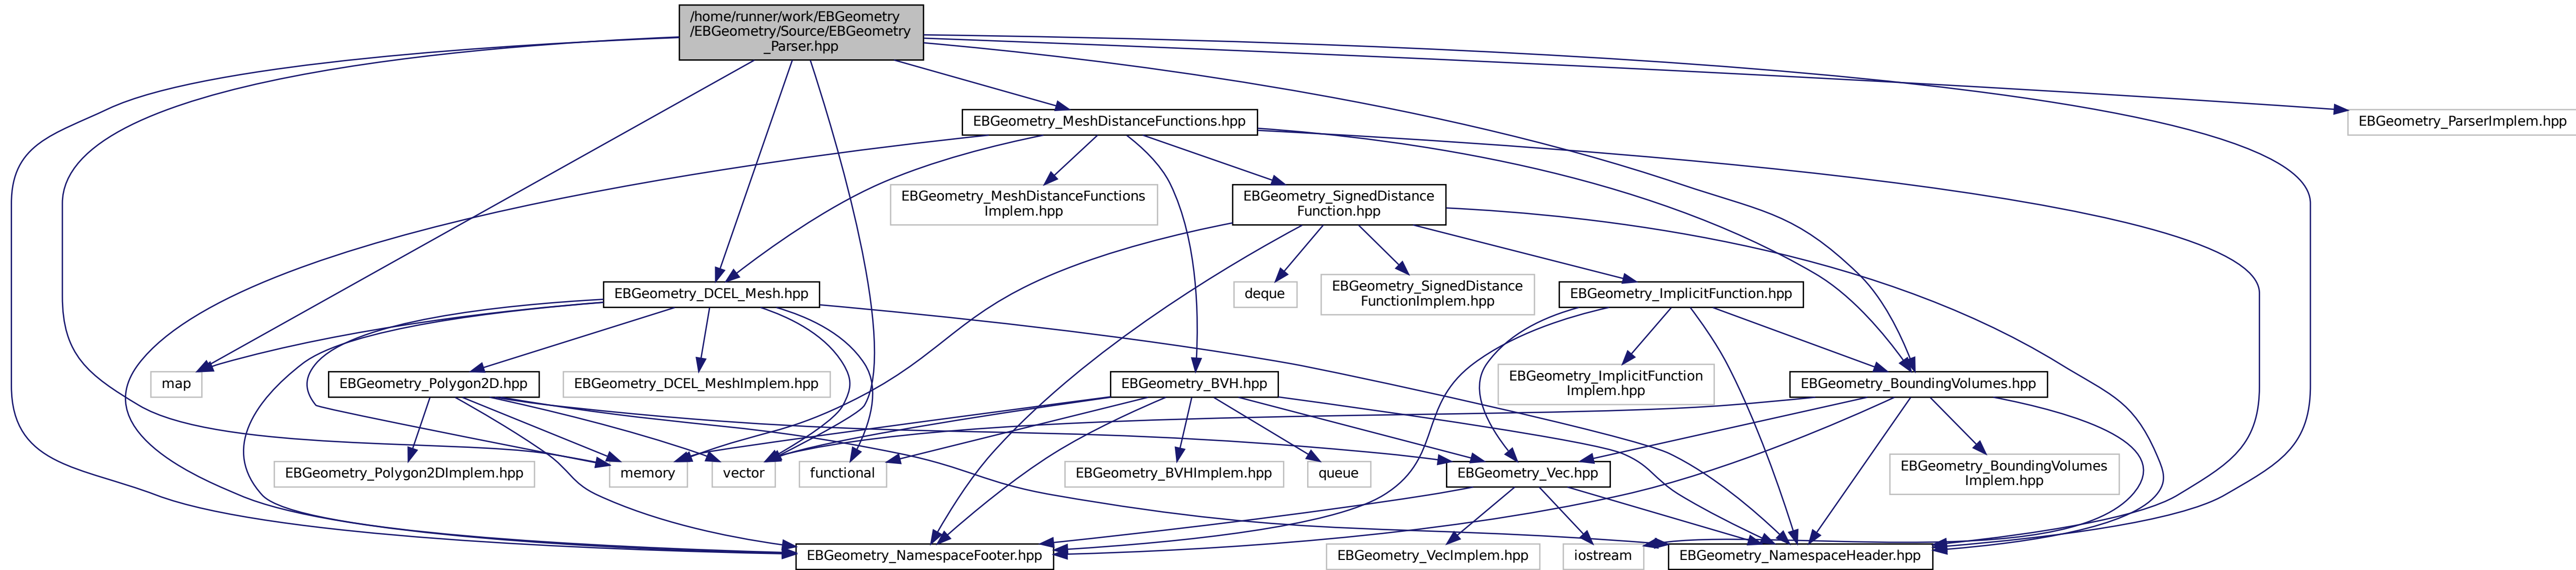 /home/runner/work/EBGeometry
/EBGeometry/Source/EBGeometry
_Parser.hpp
EBGeometry_MeshDistanceFunctions.hpp
EBGeometry_ParserImplem.hpp
EBGeometry_MeshDistanceFunctions
Implem.hpp
EBGeometry_SignedDistance
Function.hpp
EBGeometry_DCEL_Mesh.hpp
deque
EBGeometry_SignedDistance
FunctionImplem.hpp
EBGeometry_ImplicitFunction.hpp
map
EBGeometry_Polygon2D.hpp
EBGeometry_DCEL_MeshImplem.hpp
EBGeometry_BVH.hpp
EBGeometry_ImplicitFunction
Implem.hpp
EBGeometry_BoundingVolumes.hpp
EBGeometry_Polygon2DImplem.hpp
memory
vector
functional
EBGeometry_BVHImplem.hpp
queue
EBGeometry_Vec.hpp
EBGeometry_BoundingVolumes
Implem.hpp
EBGeometry_NamespaceFooter.hpp
EBGeometry_VecImplem.hpp
iostream
EBGeometry_NamespaceHeader.hpp